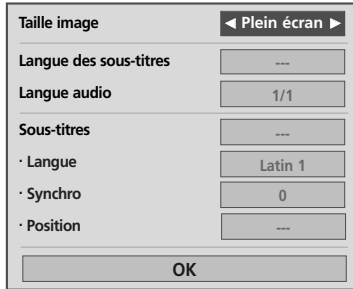 Taille image ◄ Plein écran ►
Langue des sous-titres ---
Langue audio 1/1
Sous-titres ---
· Langue Latin 1
· Synchro 0
· Position ---
OK